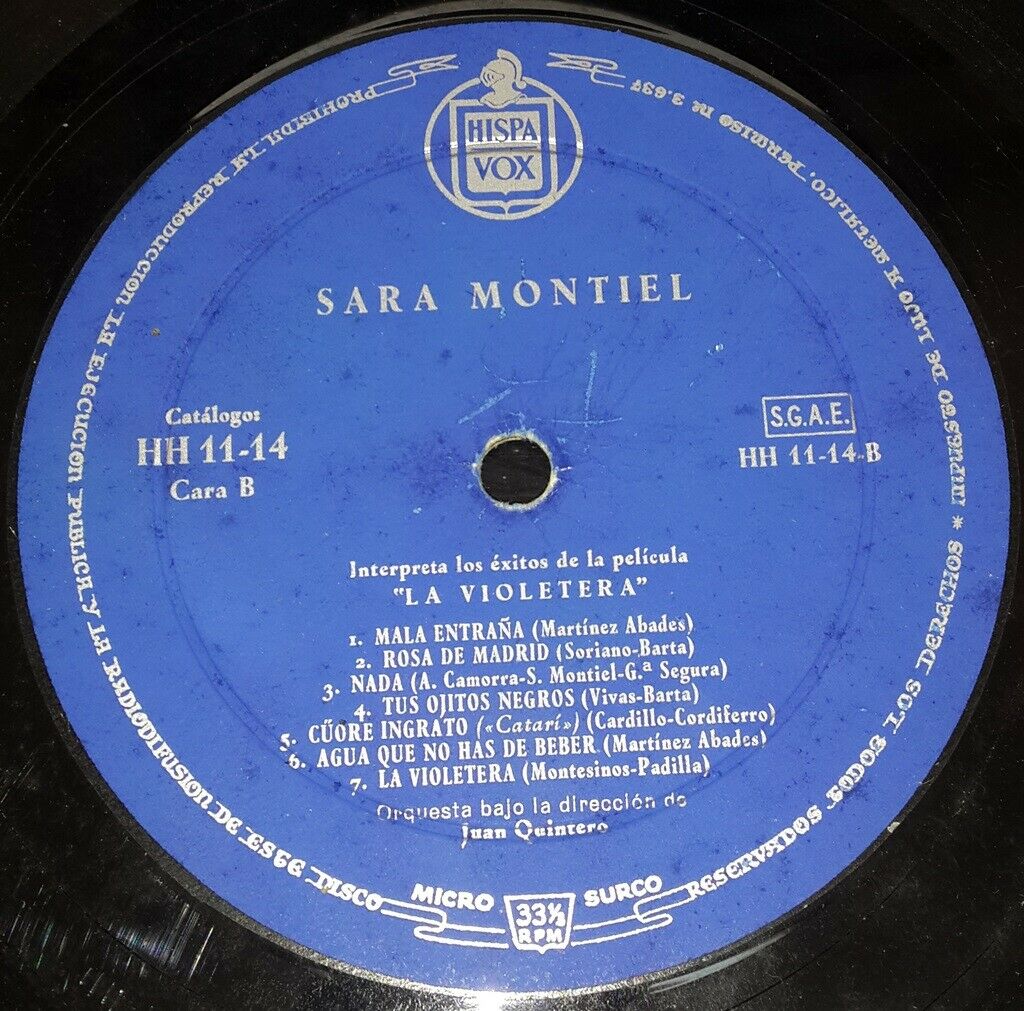 HISPA
VOX
SARA MONTIEL
Catálogo:
HH 11-14
Cara B
S.G.A.E.
HH 11-14-B
Interpreta los éxitos de la película
"LA VIOLETERA"
1. MALA ENTRAÑA (Martínez Abades)
2. ROSA DE MADRID (Soriano-Barta)
3. NADA (A. Camorra-S. Montiel-G.ª Segura)
4. TUS OJITOS NEGROS (Vivas-Barta)
5. CŰORE INGRATO («Catarí») (Cardillo-Cordiferro)
6. AGUA QUE NO HAS DE BEBER (Martínez Abades)
7. LA VIOLETERA (Montesinos-Padilla)
Orquesta bajo la dirección de
Juan Quintero
MICRO 33⅓ SURCO
RPM
PROHIBIDA LA REPRODUCCION LA EJECUCION PUBLICA Y LA RADIODIFUSION DE ESTE DISCO
RESERVADOS TODOS LOS DERECHOS * IMPUESTO DE LUJO A METALICO. PERMISO Nº 3.637